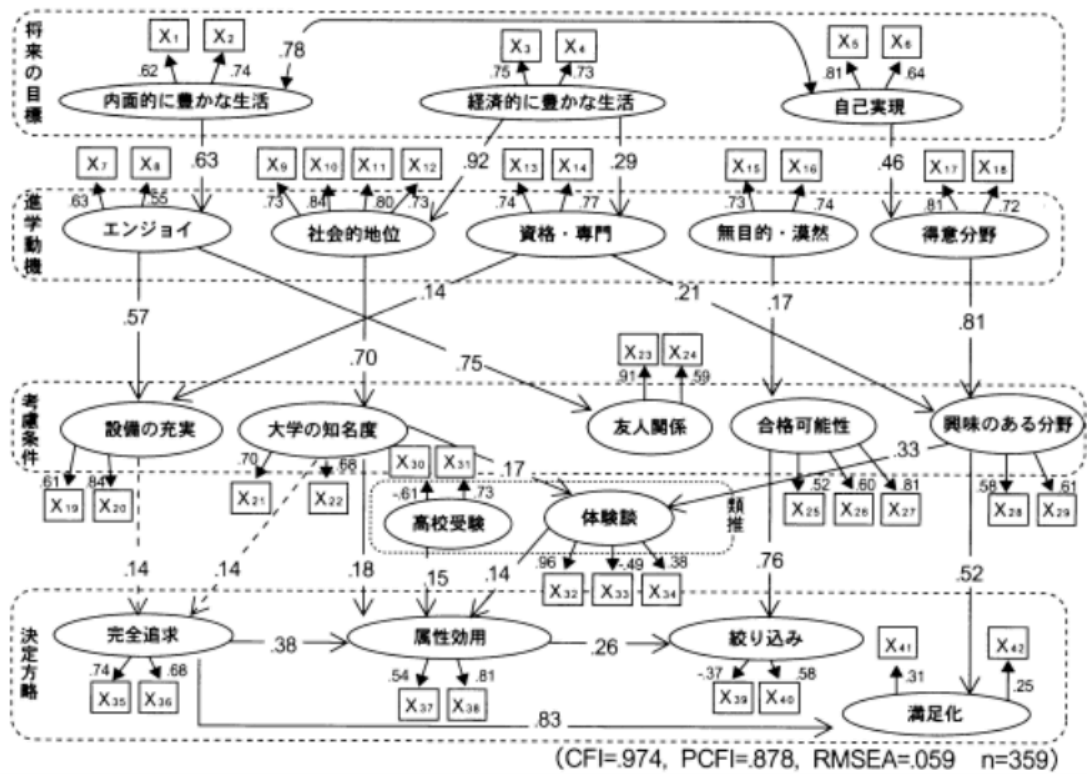 将来の目標
X₁ X₂ X₃ X₄ X₅ X₆
.62 .74 .78 .75 .73 .81 .64
内面的に豊かな生活 経済的に豊かな生活 自己実現
.63 .92 .29 .46
進学動機
X₇ X₈ X₉ X₁₀ X₁₁ X₁₂ X₁₃ X₁₄ X₁₅ X₁₆ X₁₇ X₁₈
.63 .55 .73 .84 .80 .73 .74 .77 .73 .74 .81 .72
エンジョイ 社会的地位 資格・専門 無目的・漠然 得意分野
.57 .14 .70 .75 .21 .17 .81
X₂₃ X₂₄
.91 .59
考慮条件
設備の充実 大学の知名度 友人関係 合格可能性 興味のある分野
.61 .84 .70 .68 .17 .33 .52 .60 .81 .58 .61
X₁₉ X₂₀ X₂₁ X₂₂ X₃₀ X₃₁ X₂₅ X₂₆ X₂₇ X₂₈ X₂₉
-.61 .73
高校受験 体験談 類推
.96 -.49 .38
X₃₂ X₃₃ X₃₄
.14 .14 .18 .15 .14 .76 .52
決定方略
完全追求 .38 属性効用 .26 絞り込み
X₄₁ X₄₂
.74 .68 .54 .81 -.37 .58 .31 .25
X₃₅ X₃₆ X₃₇ X₃₈ X₃₉ X₄₀
.83 満足化
(CFI=.974, PCFI=.878, RMSEA=.059 n=359)